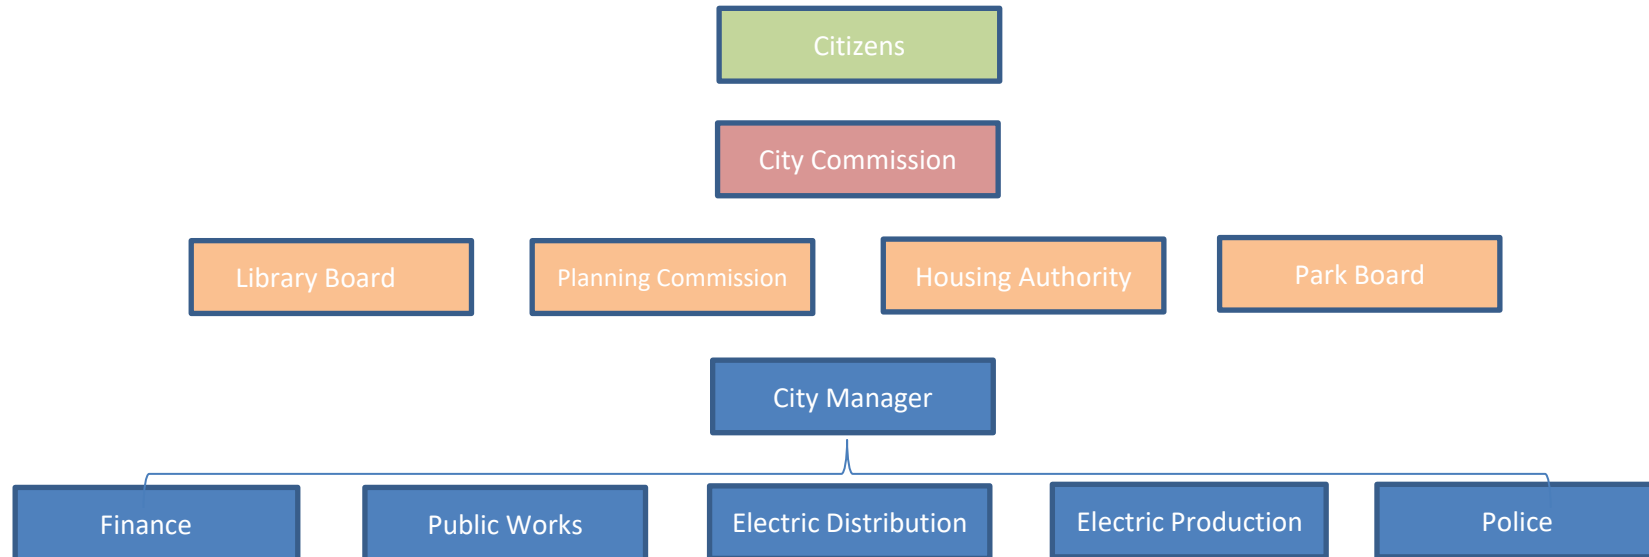 Citizens
City Commission
Library Board
Planning Commission
Housing Authority
Park Board
City Manager
Finance
Public Works
Electric Distribution
Electric Production
Police